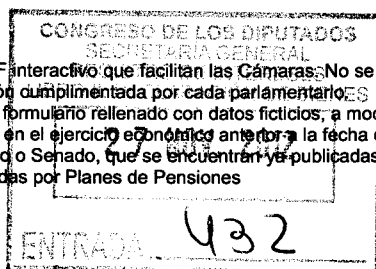 CONGRESO DE LOS DIPUTADOS
SECRETARIA GENERAL
F interactivo que facilitan las Cámaras. No se
ón cumplimentada por cada parlamentario.
formulario rellenado con datos ficticios, a mod
en el ejercicio económico anterior a la fecha d
o o Senado, que se encuentran ya publicadas
das por Planes de Pensiones
ENTRADA 432